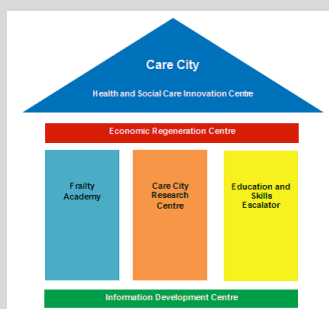 Care City
Health and Social Care Innovation Centre
Economic Regeneration Centre
Frailty
Academy
Care City
Research
Centre
Education and
Skills
Escalator
Information Development Centre